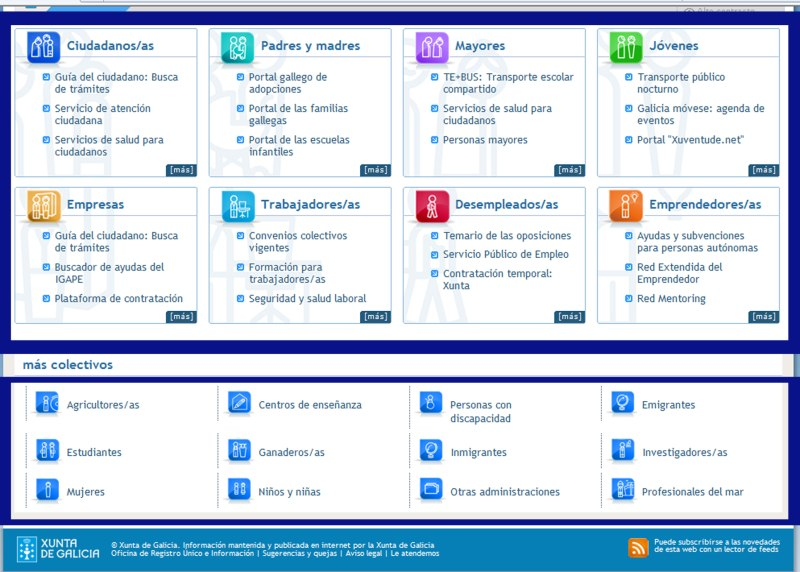 Alto contraste
Ciudadanos/as
Guía del ciudadano: Busca
de trámites
Servicio de atención
ciudadana
Servicios de salud para
ciudadanos
[más]
Padres y madres
Portal gallego de
adopciones
Portal de las familias
gallegas
Portal de las escuelas
infantiles
[más]
Mayores
TE+BUS: Transporte escolar
compartido
Servicios de salud para
ciudadanos
Personas mayores
[más]
Jóvenes
Transporte público
nocturno
Galicia móvese: agenda de
eventos
Portal "Xuventude.net"
[más]
Empresas
Guía del ciudadano: Busca
de trámites
Buscador de ayudas del
IGAPE
Plataforma de contratación
[más]
Trabajadores/as
Convenios colectivos
vigentes
Formación para
trabajadores/as
Seguridad y salud laboral
[más]
Desempleados/as
Temario de las oposiciones
Servicio Público de Empleo
Contratación temporal:
Xunta
[más]
Emprendedores/as
Ayudas y subvenciones
para personas autónomas
Red Extendida del
Emprendedor
Red Mentoring
[más]
más colectivos
Agricultores/as
Centros de enseñanza
Personas con
discapacidad
Emigrantes
Estudiantes
Ganaderos/as
Inmigrantes
Investigadores/as
Mujeres
Niños y niñas
Otras administraciones
Profesionales del mar
XUNTA
DE GALICIA
© Xunta de Galicia. Información mantenida y publicada en internet por la Xunta de Galicia
Oficina de Registro Único e Información | Sugerencias y quejas | Aviso legal | Le atendemos
Puede subscribirse a las novedades
de esta web con un lector de feeds